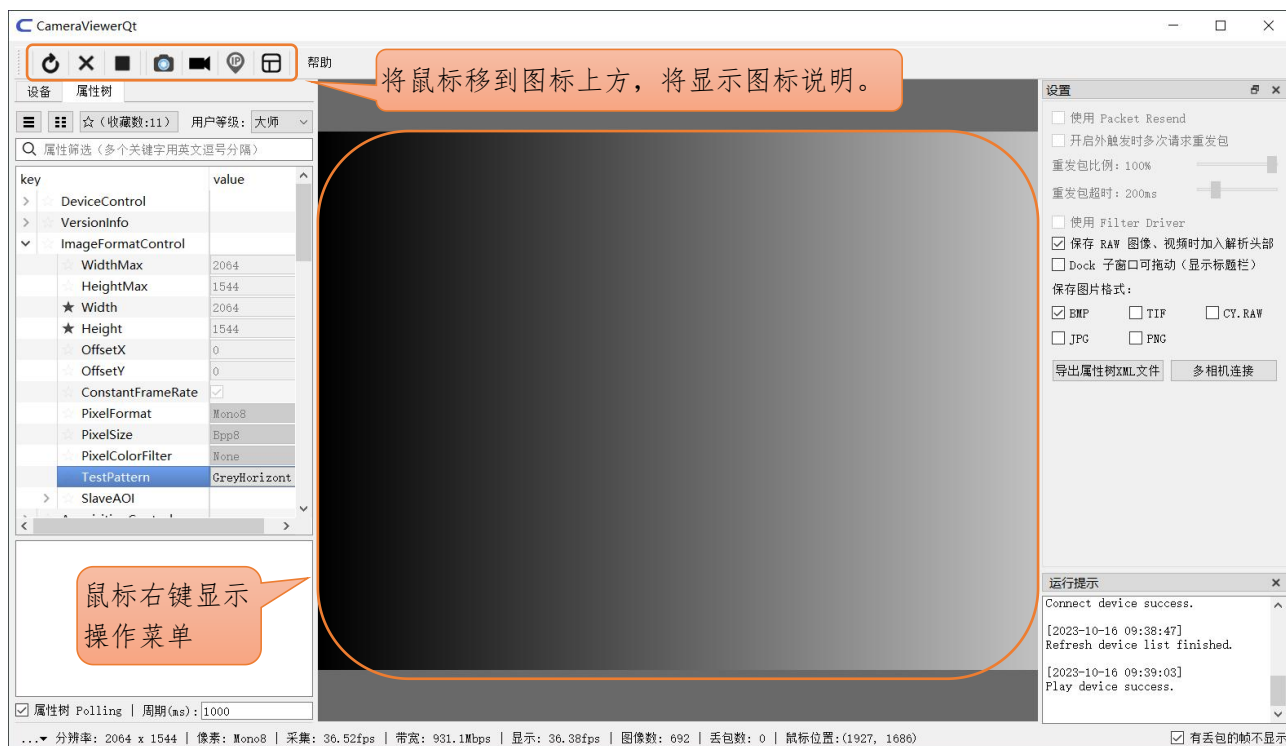 CameraViewerQt
IP
帮助
将鼠标移到图标上方，将显示图标说明。
设备 属性树
☆（收藏数:11） 用户等级: 大师
属性筛选（多个关键字用英文逗号分隔）
key value
DeviceControl
VersionInfo
ImageFormatControl
WidthMax 2064
HeightMax 1544
★ Width 2064
★ Height 1544
OffsetX 0
OffsetY 0
ConstantFrameRate
PixelFormat Mono8
PixelSize Bpp8
PixelColorFilter None
TestPattern GreyHorizont
SlaveAOI
鼠标右键显示
操作菜单
属性树 Polling | 周期(ms): 1000
设置
使用 Packet Resend
开启外触发时多次请求重发包
重发包比例: 100%
重发包超时: 200ms
使用 Filter Driver
保存 RAW 图像、视频时加入解析头部
Dock 子窗口可拖动（显示标题栏）
保存图片格式:
BMP TIF CY.RAW
JPG PNG
导出属性树XML文件 多相机连接
运行提示
Connect device success.
[2023-10-16 09:38:47]
Refresh device list finished.
[2023-10-16 09:39:03]
Play device success.
...▾ 分辨率: 2064 x 1544 | 像素: Mono8 | 采集: 36.52fps | 带宽: 931.1Mbps | 显示: 36.38fps | 图像数: 692 | 丢包数: 0 | 鼠标位置:(1927, 1686) 有丢包的帧不显示